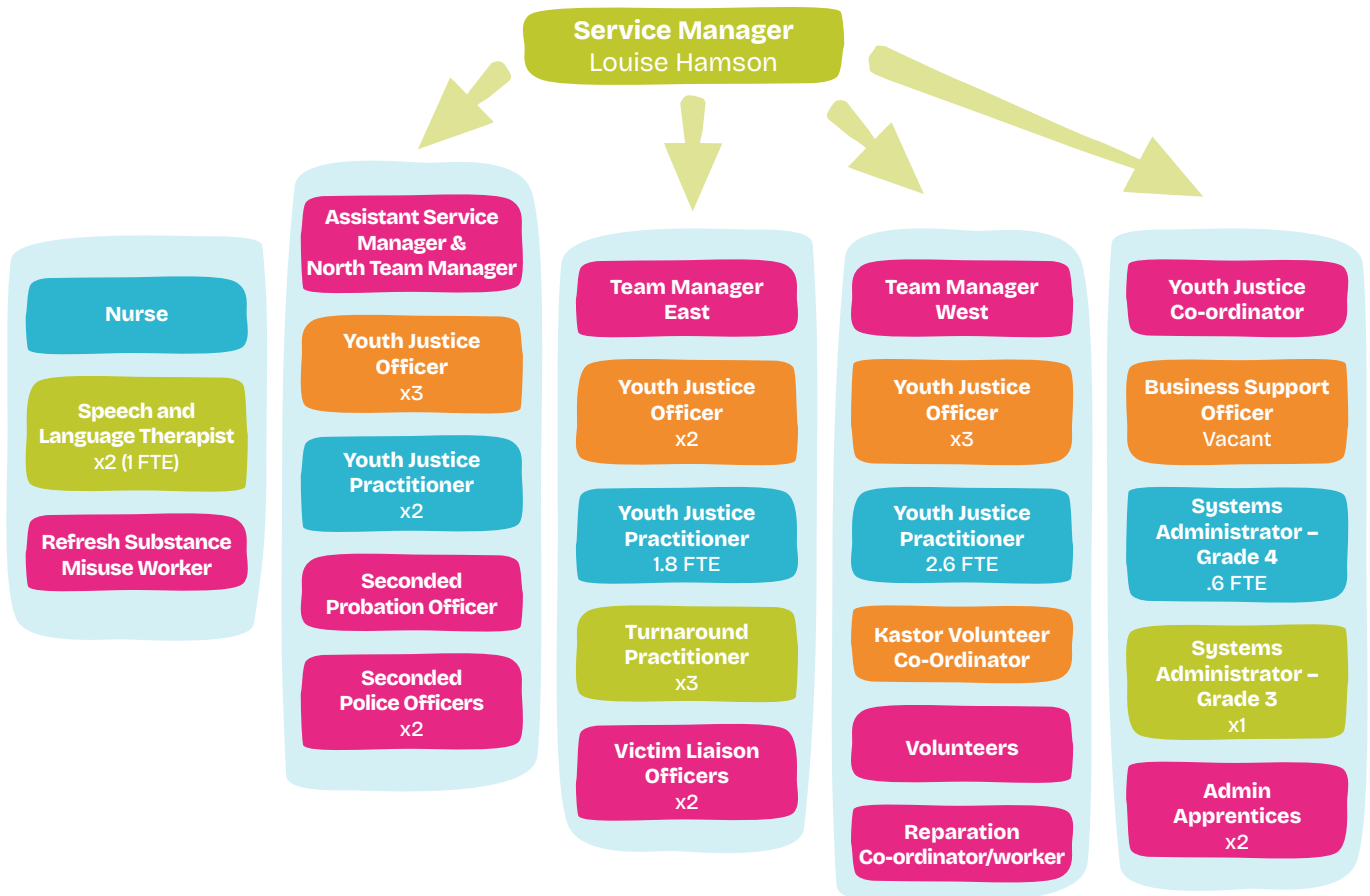 Service Manager
Louise Hamson
Nurse
Speech and
Language Therapist
x2 (1 FTE)
Refresh Substance
Misuse Worker
Assistant Service
Manager &
North Team Manager
Youth Justice
Officer
x3
Youth Justice
Practitioner
x2
Seconded
Probation Officer
Seconded
Police Officers
x2
Team Manager
East
Youth Justice
Officer
x2
Youth Justice
Practitioner
1.8 FTE
Turnaround
Practitioner
x3
Victim Liaison
Officers
x2
Team Manager
West
Youth Justice
Officer
x3
Youth Justice
Practitioner
2.6 FTE
Kastor Volunteer
Co-Ordinator
Volunteers
Reparation
Co-ordinator/worker
Youth Justice
Co-ordinator
Business Support
Officer
Vacant
Systems
Administrator –
Grade 4
.6 FTE
Systems
Administrator –
Grade 3
x1
Admin
Apprentices
x2